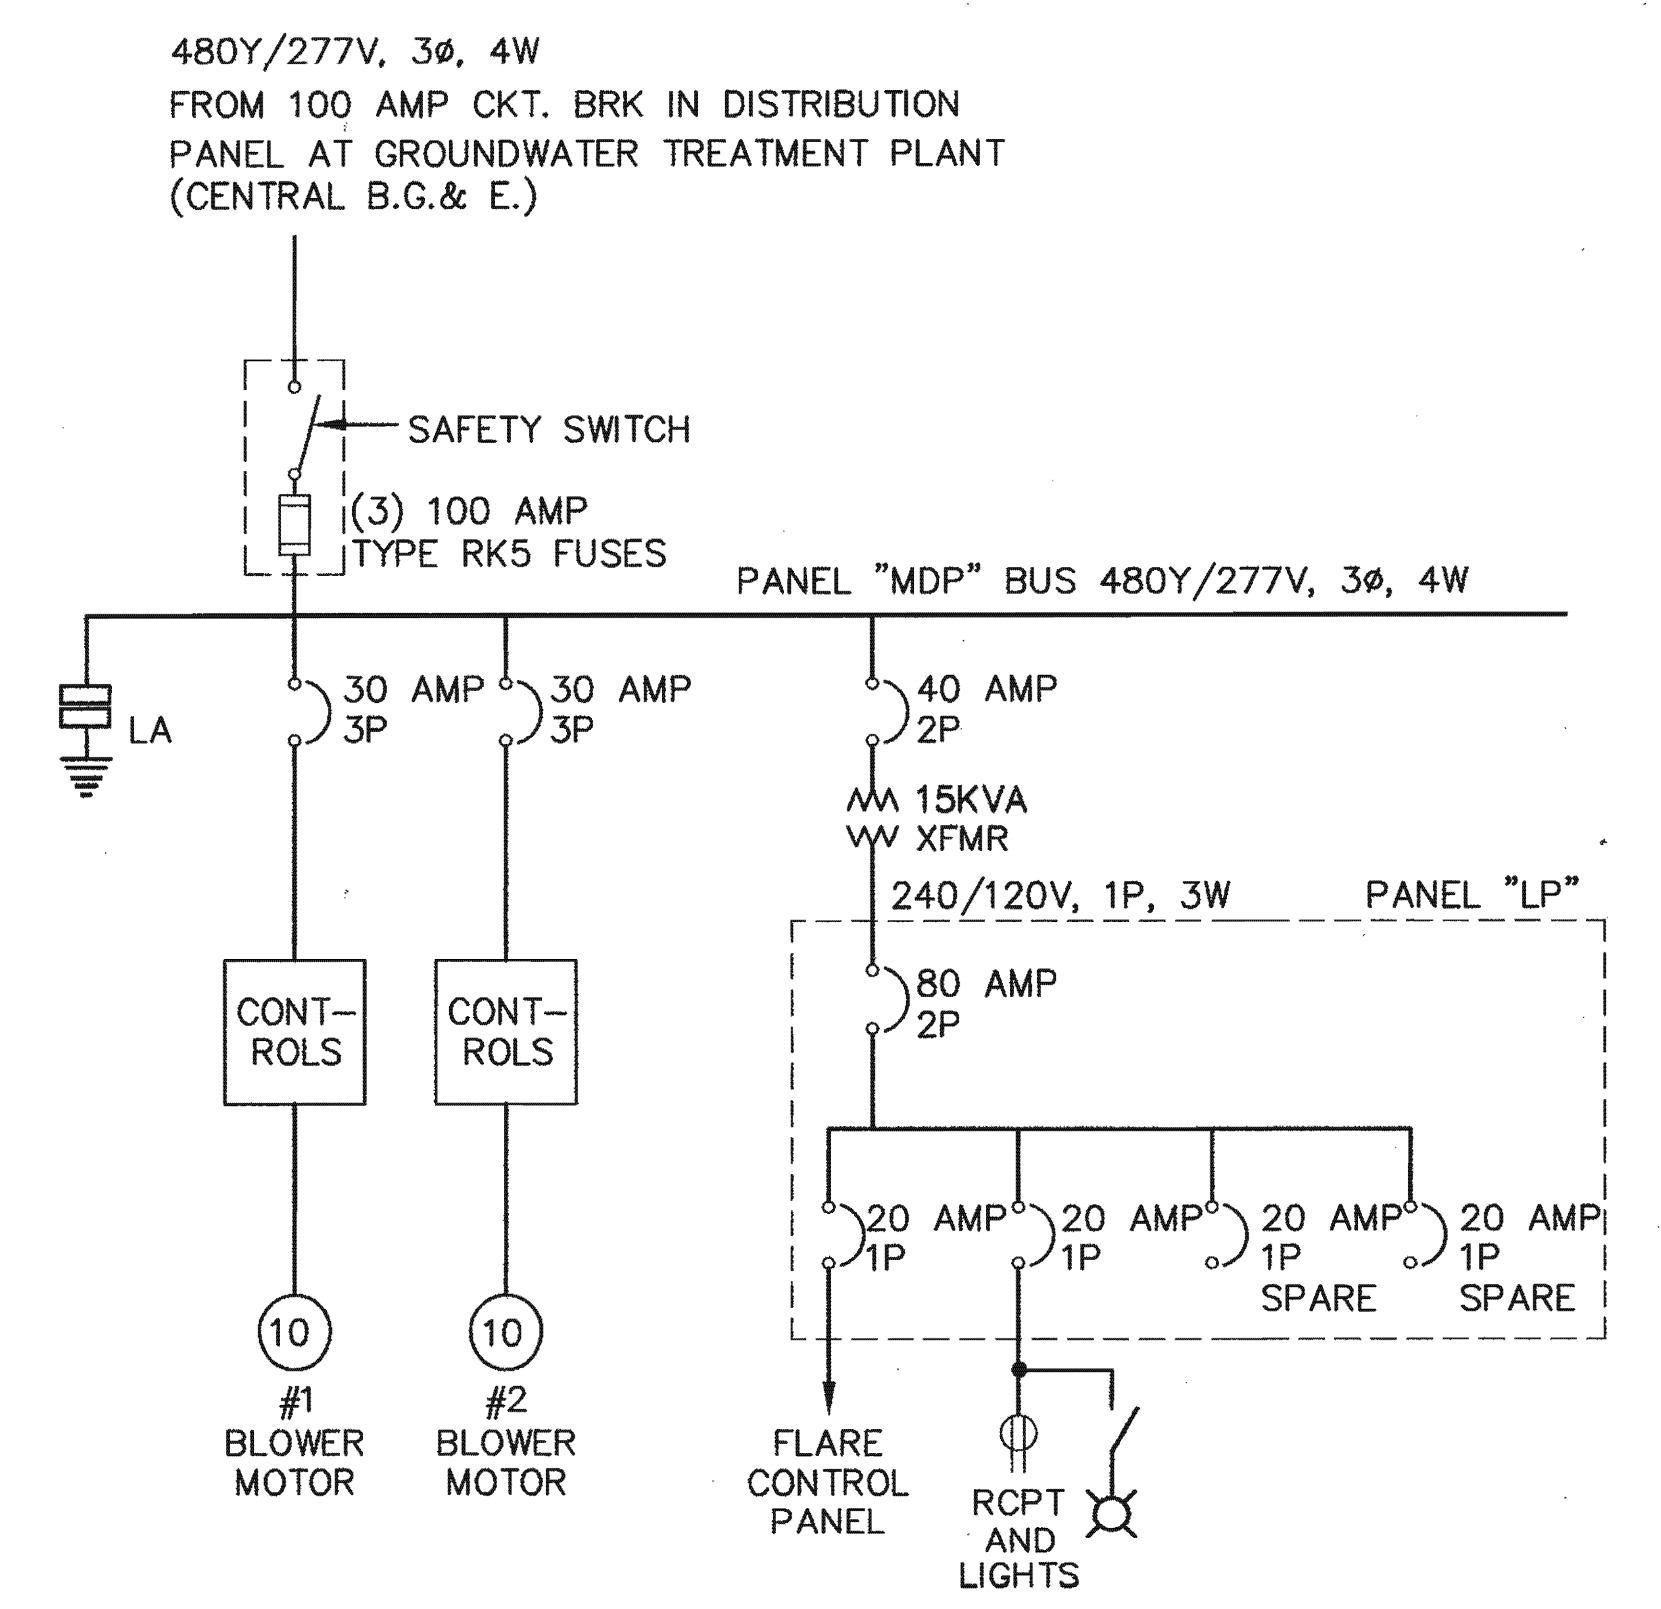 480Y/277V, 3ø, 4W
FROM 100 AMP CKT. BRK IN DISTRIBUTION
PANEL AT GROUNDWATER TREATMENT PLANT
(CENTRAL B.G.& E.)
SAFETY SWITCH
(3) 100 AMP
TYPE RK5 FUSES
PANEL "MDP" BUS 480Y/277V, 3ø, 4W
LA
30 AMP
3P
30 AMP
3P
40 AMP
2P
15KVA
XFMR
240/120V, 1P, 3W
PANEL "LP"
80 AMP
2P
CONT-
ROLS
CONT-
ROLS
20 AMP
1P
20 AMP
1P
20 AMP
1P
SPARE
20 AMP
1P
SPARE
10
#1
BLOWER
MOTOR
10
#2
BLOWER
MOTOR
FLARE
CONTROL
PANEL
RCPT
AND
LIGHTS